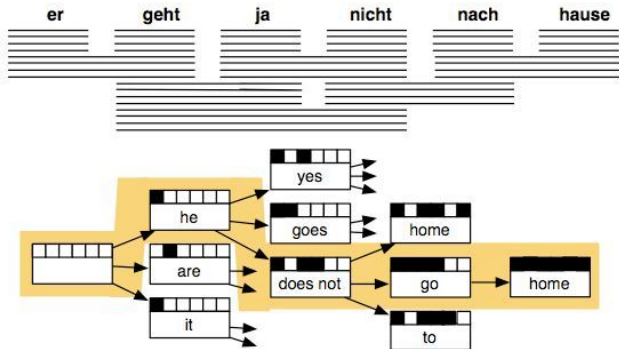 er geht ja nicht nach hause
yes
he goes home
are does not go home
it to